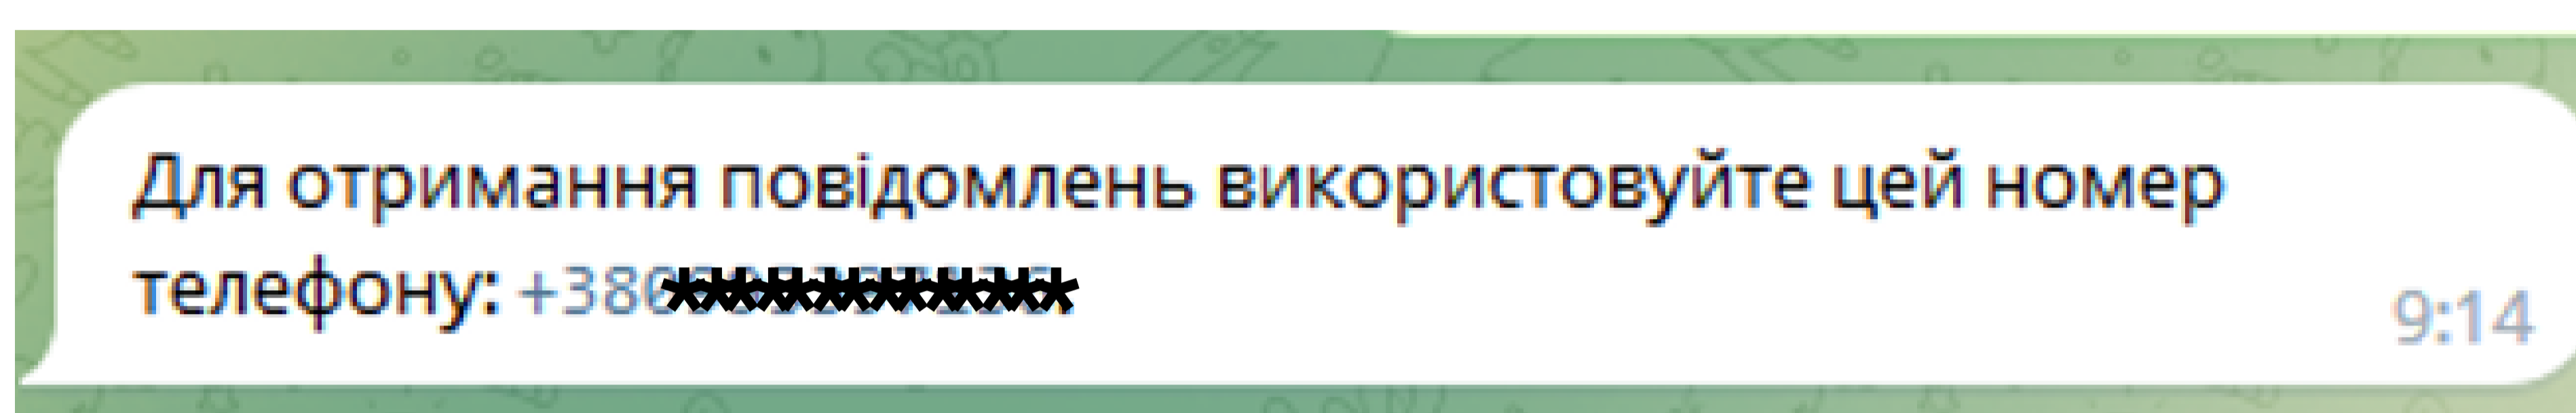 Для отримання повідомлень використовуйте цей номер
телефону: +380**********
9:14